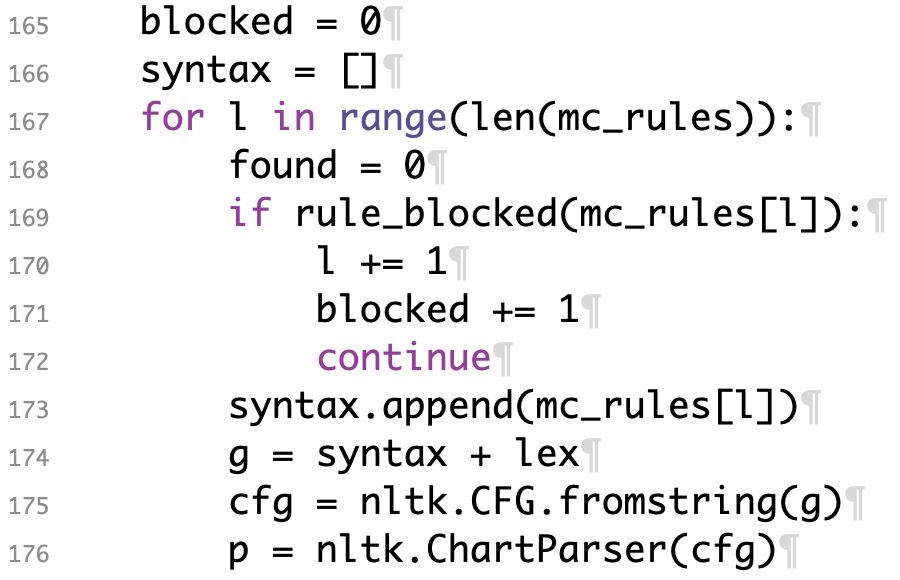 165 blocked = 0¶
166 syntax = []¶
167 for l in range(len(mc_rules)):¶
168 found = 0¶
169 if rule_blocked(mc_rules[l]):¶
170 l += 1¶
171 blocked += 1¶
172 continue¶
173 syntax.append(mc_rules[l])¶
174 g = syntax + lex¶
175 cfg = nltk.CFG.fromstring(g)¶
176 p = nltk.ChartParser(cfg)¶